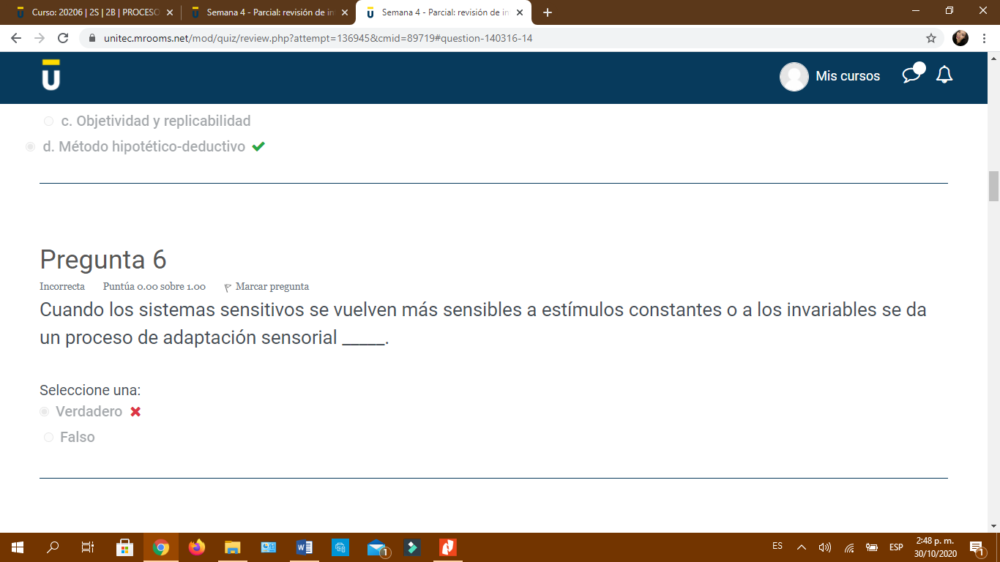 Curso: 20206 | 2S | 2B | PROCESO
Semana 4 - Parcial: revisión de in
Semana 4 - Parcial: revisión de in
unitec.mrooms.net/mod/quiz/review.php?attempt=136945&cmid=89719#question-140316-14
U
Mis cursos
c. Objetividad y replicabilidad
d. Método hipotético-deductivo
Pregunta 6
Incorrecta Puntúa 0.00 sobre 1.00 Marcar pregunta
Cuando los sistemas sensitivos se vuelven más sensibles a estímulos constantes o a los invariables se da
un proceso de adaptación sensorial _____.
Seleccione una:
Verdadero
Falso
ES
ESP
2:48 p. m.
30/10/2020
1
1